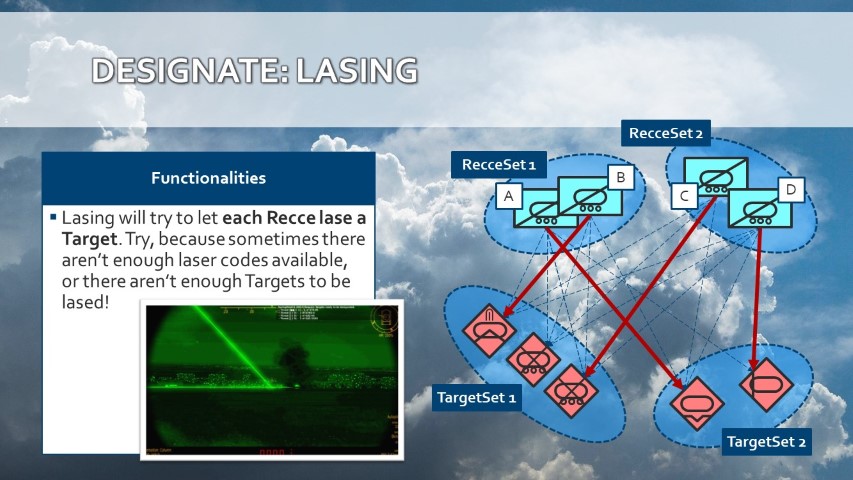 DESIGNATE: LASING
Functionalities
▪ Lasing will try to let each Recce lase a
Target. Try, because sometimes there
aren't enough laser codes available,
or there aren't enough Targets to be
lased!
RecceSet 1
RecceSet 2
A
B
C
D
TargetSet 1
TargetSet 2